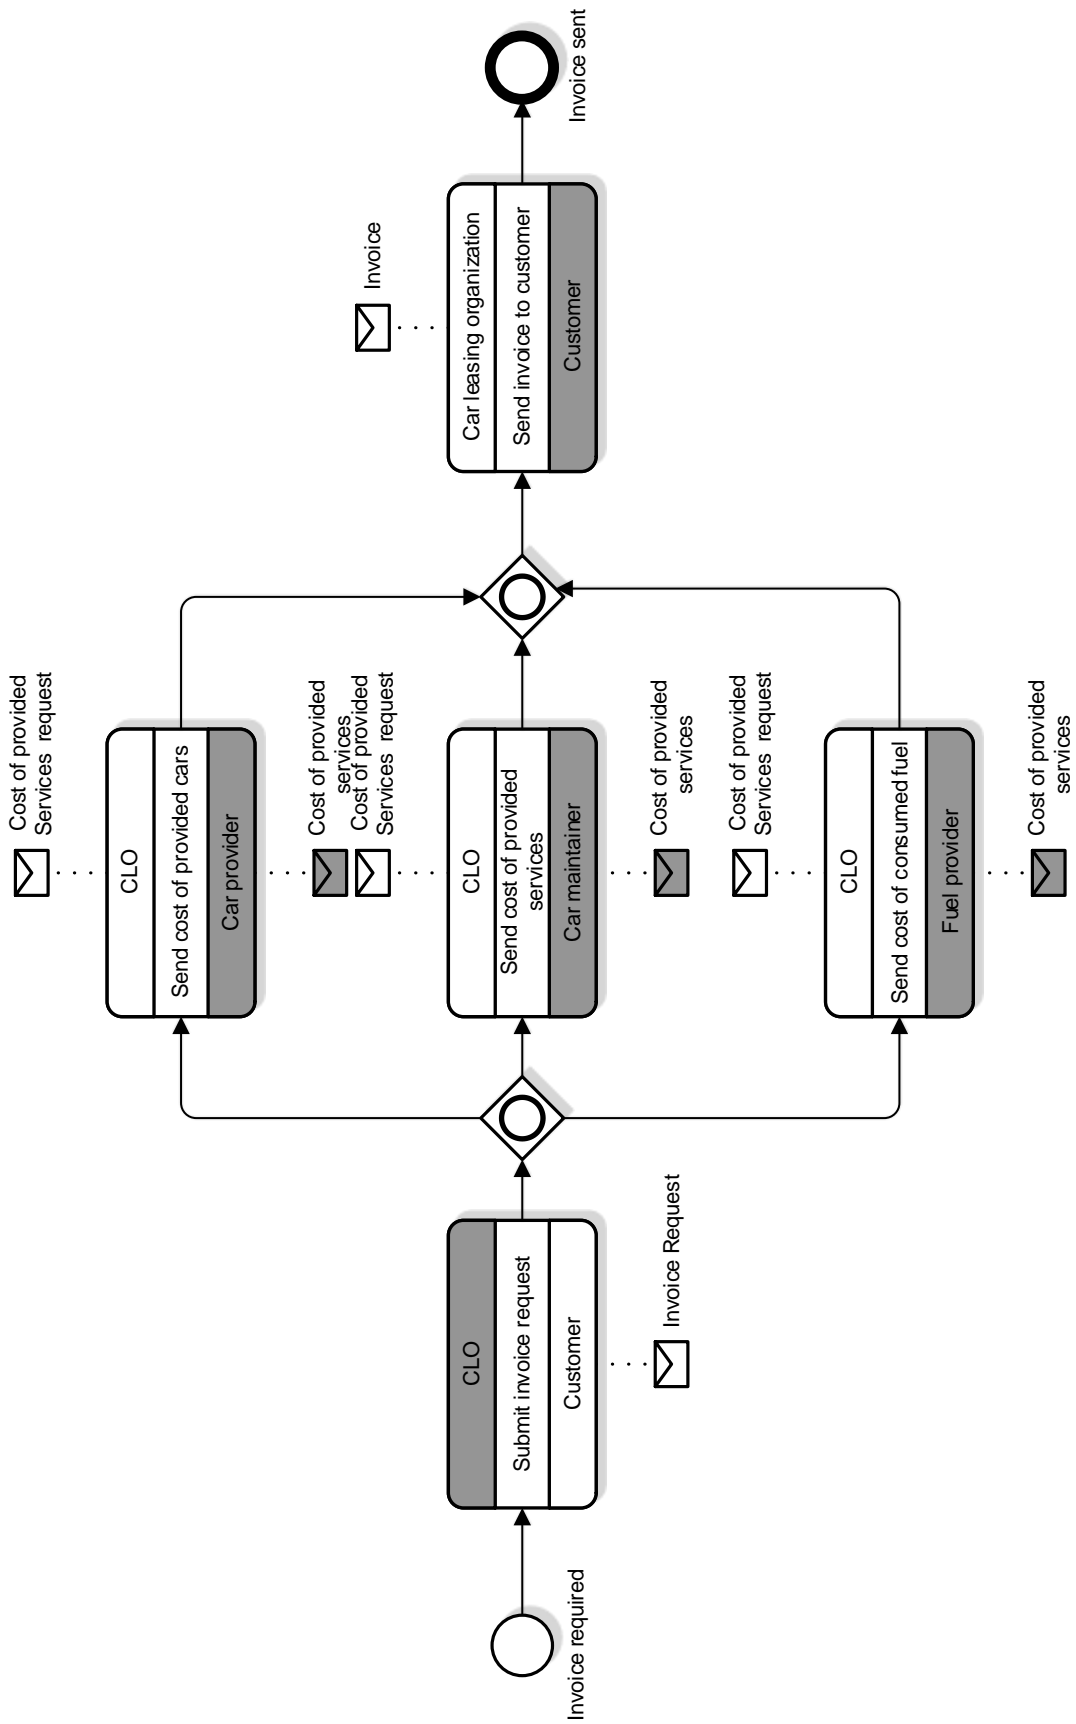 Invoice required
CLO
Submit invoice request
Customer
Invoice Request
Cost of provided
Services request
CLO
Send cost of provided cars
Car provider
Cost of provided
services
Cost of provided
Services request
CLO
Send cost of provided
services
Car maintainer
Cost of provided
services
Cost of provided
Services request
CLO
Send cost of consumed fuel
Fuel provider
Cost of provided
services
Invoice
Car leasing organization
Send invoice to customer
Customer
Invoice sent